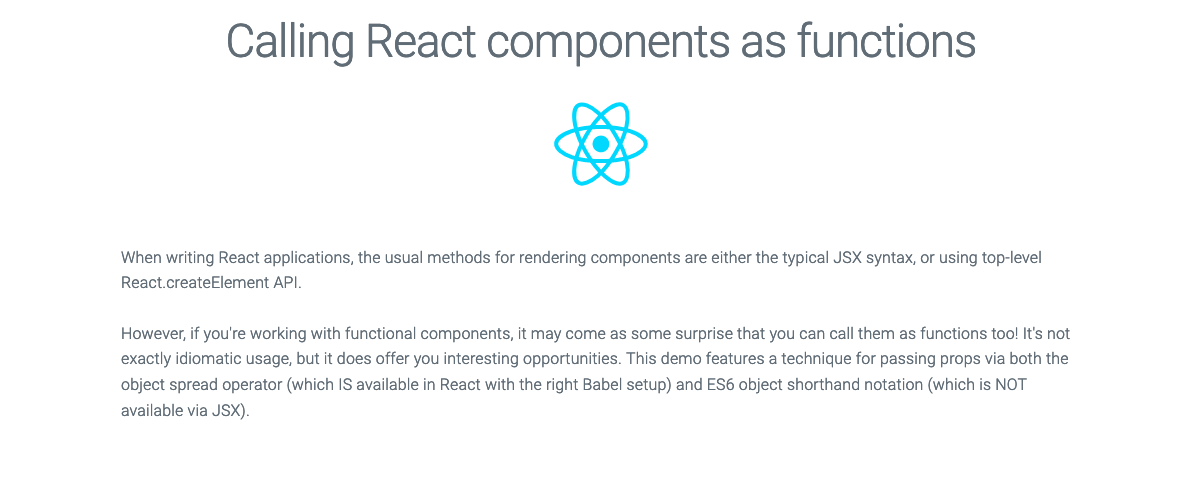 Calling React components as functions
When writing React applications, the usual methods for rendering components are either the typical JSX syntax, or using top-level
React.createElement API.
However, if you're working with functional components, it may come as some surprise that you can call them as functions too! It's not
exactly idiomatic usage, but it does offer you interesting opportunities. This demo features a technique for passing props via both the
object spread operator (which IS available in React with the right Babel setup) and ES6 object shorthand notation (which is NOT
available via JSX).